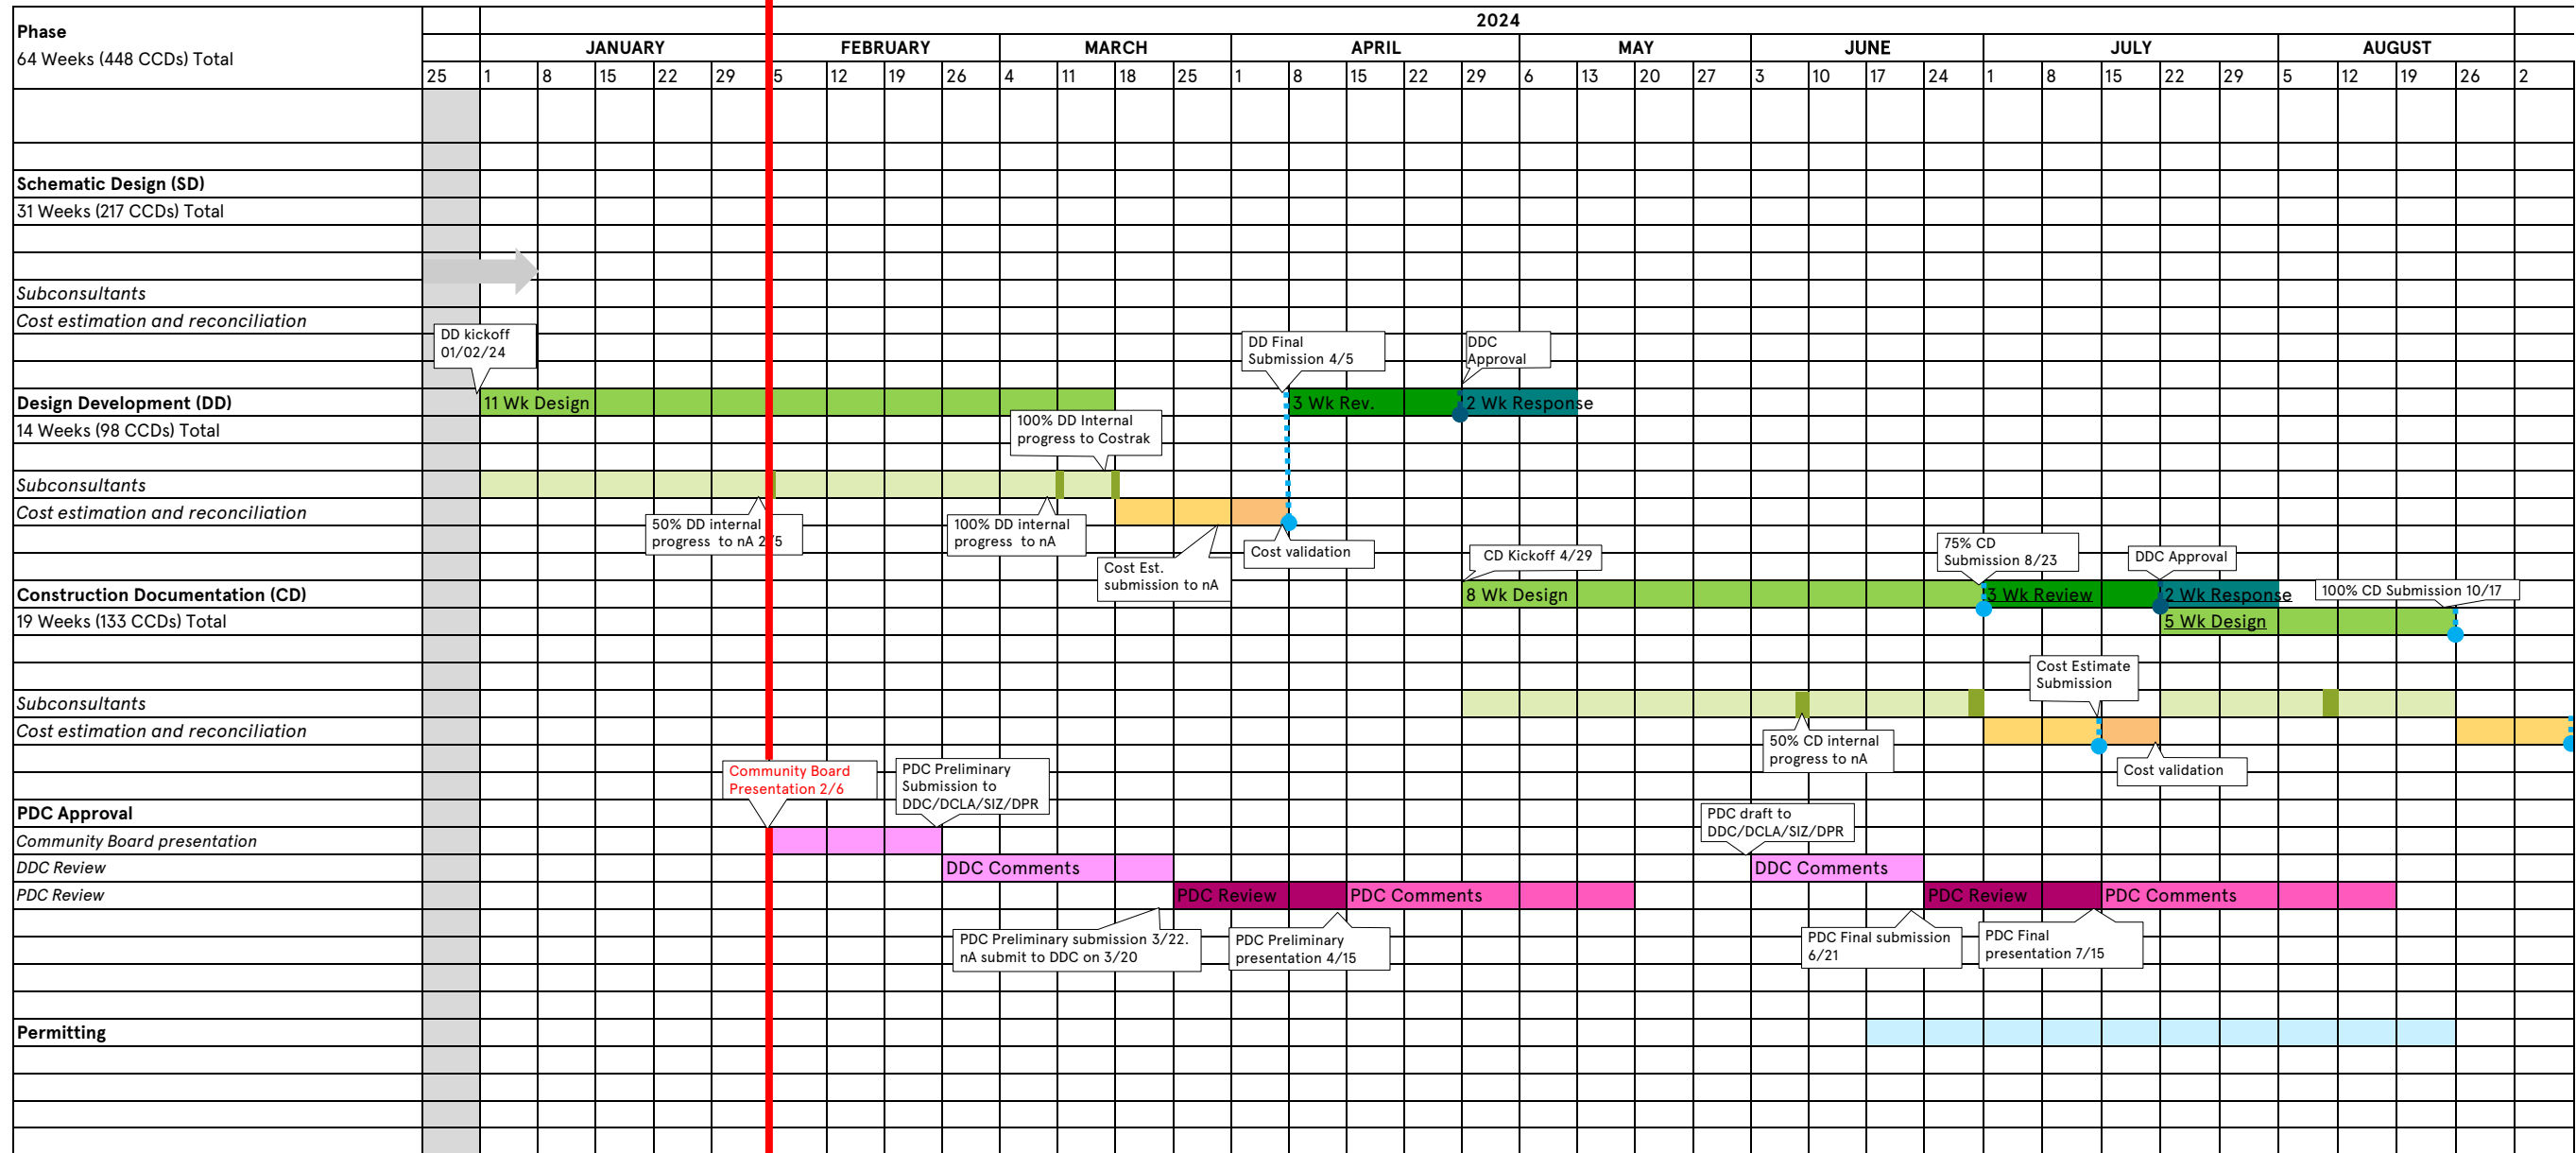 2024
Phase
64 Weeks (448 CCDs) Total
JANUARY FEBRUARY MARCH APRIL MAY JUNE JULY AUGUST
25 1 8 15 22 29 5 12 19 26 4 11 18 25 1 8 15 22 29 6 13 20 27 3 10 17 24 1 8 15 22 29 5 12 19 26 2
Schematic Design (SD)
31 Weeks (217 CCDs) Total
Subconsultants
Cost estimation and reconciliation
DD kickoff
01/02/24
DD Final
Submission 4/5
DDC
Approval
Design Development (DD)
11 Wk Design
3 Wk Rev.
2 Wk Response
14 Weeks (98 CCDs) Total
100% DD Internal
progress to Costrak
Subconsultants
Cost estimation and reconciliation
50% DD internal
progress to nA 2/5
100% DD internal
progress to nA
Cost Est.
submission to nA
Cost validation
CD Kickoff 4/29
75% CD
Submission 8/23
DDC Approval
100% CD Submission 10/17
Construction Documentation (CD)
8 Wk Design
3 Wk Review
2 Wk Response
19 Weeks (133 CCDs) Total
5 Wk Design
Cost Estimate
Submission
Subconsultants
Cost estimation and reconciliation
50% CD internal
progress to nA
Cost validation
Community Board
Presentation 2/6
PDC Preliminary
Submission to
DDC/DCLA/SIZ/DPR
PDC draft to
DDC/DCLA/SIZ/DPR
PDC Approval
Community Board presentation
DDC Review
DDC Comments
DDC Comments
PDC Review
PDC Review
PDC Comments
PDC Review
PDC Comments
PDC Preliminary submission 3/22.
nA submit to DDC on 3/20
PDC Preliminary
presentation 4/15
PDC Final submission
6/21
PDC Final
presentation 7/15
Permitting